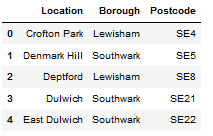 Location Borough Postcode
0 Crofton Park Lewisham SE4
1 Denmark Hill Southwark SE5
2 Deptford Lewisham SE8
3 Dulwich Southwark SE21
4 East Dulwich Southwark SE22